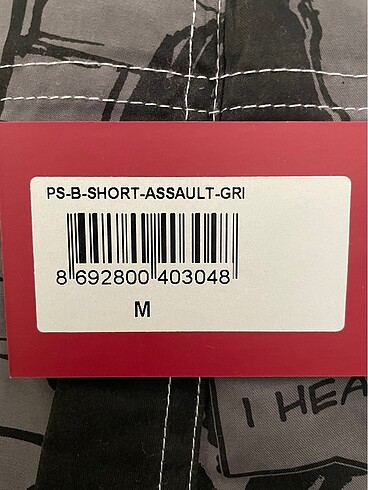 PS-B-SHORT-ASSAULT-GRI
8 692800 403048
M
I HEA